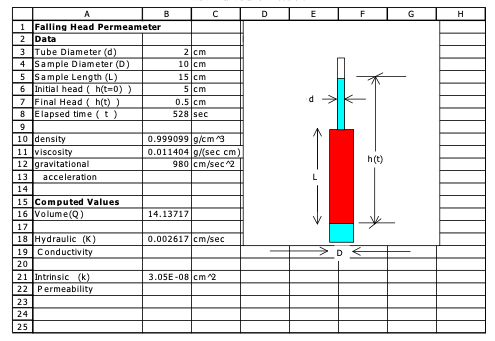 A B C D E F G H
1 Falling Head Permeameter
2 Data
3 Tube Diameter (d) 2 cm
4 Sample Diameter (D) 10 cm
5 Sample Length (L) 15 cm
6 Initial head ( h(t=0) ) 5 cm
7 Final Head ( h(t) ) 0.5 cm
8 Elapsed time ( t ) 528 sec
9
10 density 0.999099 g/cm^3
11 viscosity 0.011404 g/(sec cm)
12 gravitational 980 cm/sec^2
13 acceleration
14
15 Computed Values
16 Volume(Q) 14.13717
17
18 Hydraulic (K) 0.002617 cm/sec
19 Conductivity
20
21 Intrinsic (k) 3.05E-08 cm^2
22 Permeability
23
24
25
d
h(t)
L
D